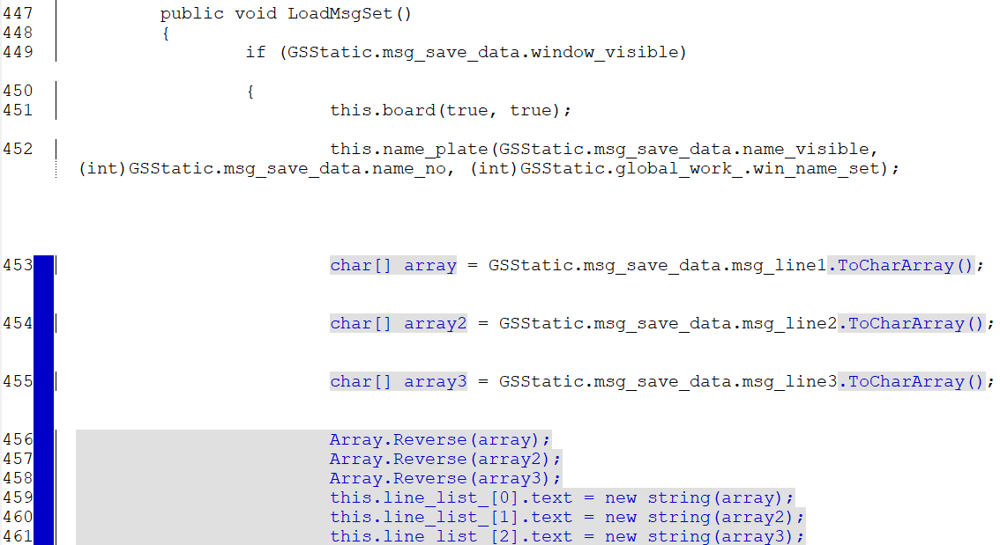 447 public void LoadMsgSet()
448 {
449 if (GSStatic.msg_save_data.window_visible)
450 {
451 this.board(true, true);
452 this.name_plate(GSStatic.msg_save_data.name_visible,
(int)GSStatic.msg_save_data.name_no, (int)GSStatic.global_work_.win_name_set);
453 char[] array = GSStatic.msg_save_data.msg_line1.ToCharArray();
454 char[] array2 = GSStatic.msg_save_data.msg_line2.ToCharArray();
455 char[] array3 = GSStatic.msg_save_data.msg_line3.ToCharArray();
456 Array.Reverse(array);
457 Array.Reverse(array2);
458 Array.Reverse(array3);
459 this.line_list_[0].text = new string(array);
460 this.line_list_[1].text = new string(array2);
461 this.line_list_[2].text = new string(array3);